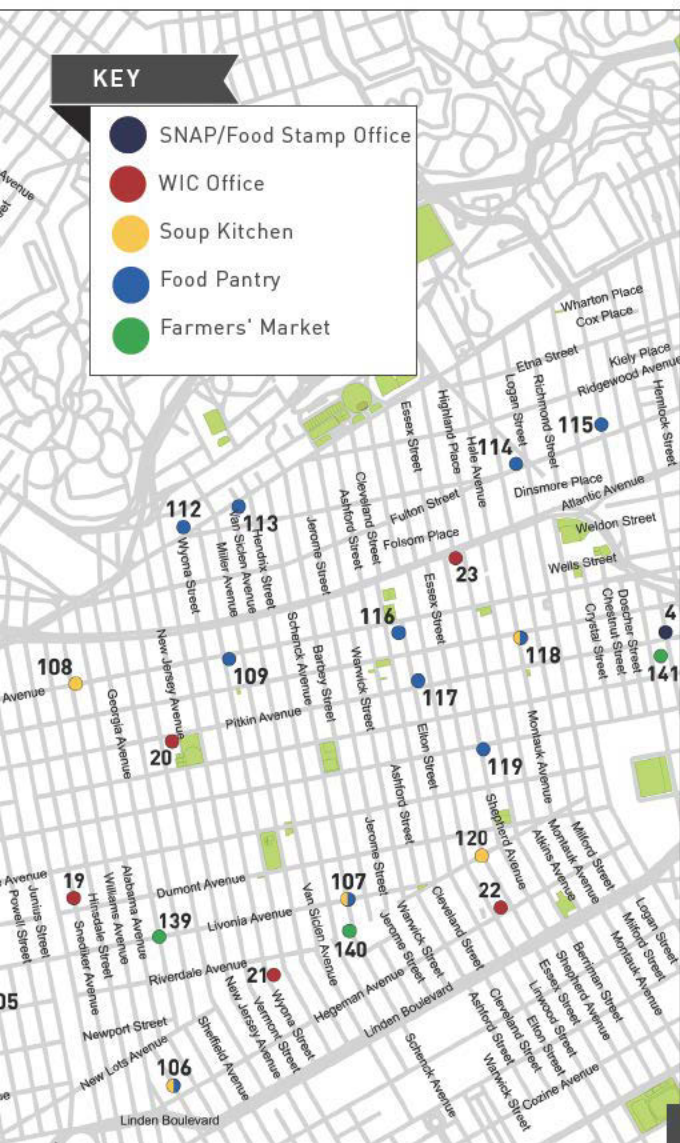 KEY
SNAP/Food Stamp Office
WIC Office
Soup Kitchen
Food Pantry
Farmers' Market
Avenue
Wharton Place
Cox Place
Etna Street
Kiely Place
Ridgewood Avenue
Hemlock Street
Logan Street
Richmond Street
Highland Place
Essex Street
Hale Avenue
115
114
Dinsmore Place
Atlantic Avenue
Weldon Street
Wells Street
Fulton Street
Folsom Place
Cleveland Street
Ashford Street
Jerome Street
112
113
Wyona Street
Van Siclen Avenue
Hendrix Street
Miller Avenue
23
Essex Street
116
118
Doscher Street
Chestnut Street
Crystal Street
4
141
108
Avenue
New Jersey Avenue
109
Schenck Avenue
Barbey Street
Warwick Street
117
Georgia Avenue
Pitkin Avenue
20
Elton Street
Montauk Avenue
119
Ashford Street
Shepherd Avenue
120
Jerome Street
Milford Street
Montauk Avenue
Atkins Avenue
Avenue
19
Dumont Avenue
107
22
Junius Street
Powell Street
Alabama Avenue
Williams Avenue
Hinsdale Street
Snediker Avenue
139
Livonia Avenue
Van Siclen Avenue
140
Cleveland Street
Warwick Street
Jerome Street
Logan Street
Milford Street
Montauk Avenue
Riverdale Avenue
21
Hegeman Avenue
Berriman Street
Shepherd Avenue
Essex Street
Linwood Street
Elton Street
Cleveland Street
Ashford Street
Warwick Street
05
Wyona Street
Vermont Street
New Jersey Avenue
Linden Boulevard
Newport Street
New Lots Avenue
Sheffield Avenue
Schenck Avenue
106
Cozine Avenue
Linden Boulevard